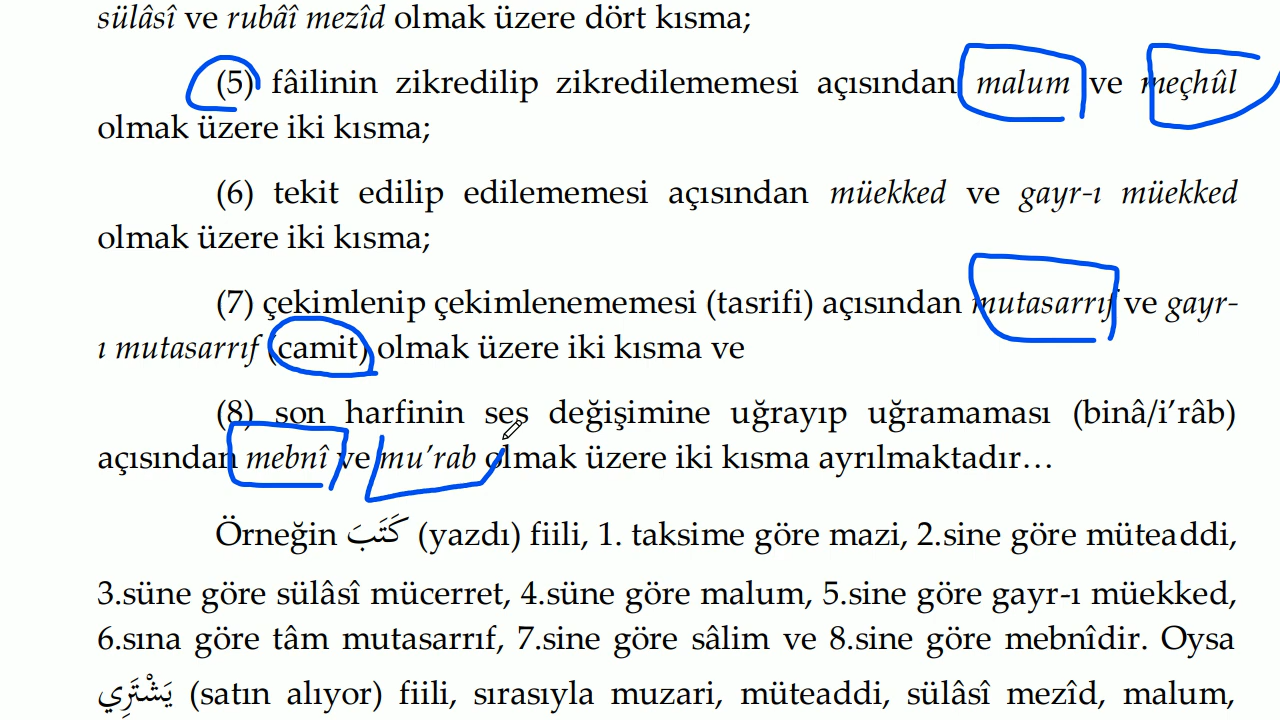 sülâsî ve rubâî mezîd olmak üzere dört kısma;
(5) fâilinin zikredilip zikredilememesi açısından malum ve meçhûl
olmak üzere iki kısma;
(6) tekit edilip edilememesi açısından müekked ve gayr-ı müekked
olmak üzere iki kısma;
(7) çekimlenip çekimlenememesi (tasrifi) açısından mutasarrıf ve gayr-
ı mutasarrıf (camit) olmak üzere iki kısma ve
(8) son harfinin ses değişimine uğrayıp uğramaması (binâ/i’râb)
açısından mebnî ve mu’rab olmak üzere iki kısma ayrılmaktadır…
Örneğin كَتَبَ (yazdı) fiili, 1. taksime göre mazi, 2.sine göre müteaddi,
3.süne göre sülâsî mücerret, 4.süne göre malum, 5.sine göre gayr-ı müekked,
6.sına göre tâm mutasarrıf, 7.sine göre sâlim ve 8.sine göre mebnîdir. Oysa
يَشْتَرِي (satın alıyor) fiili, sırasıyla muzari, müteaddi, sülâsî mezîd, malum,